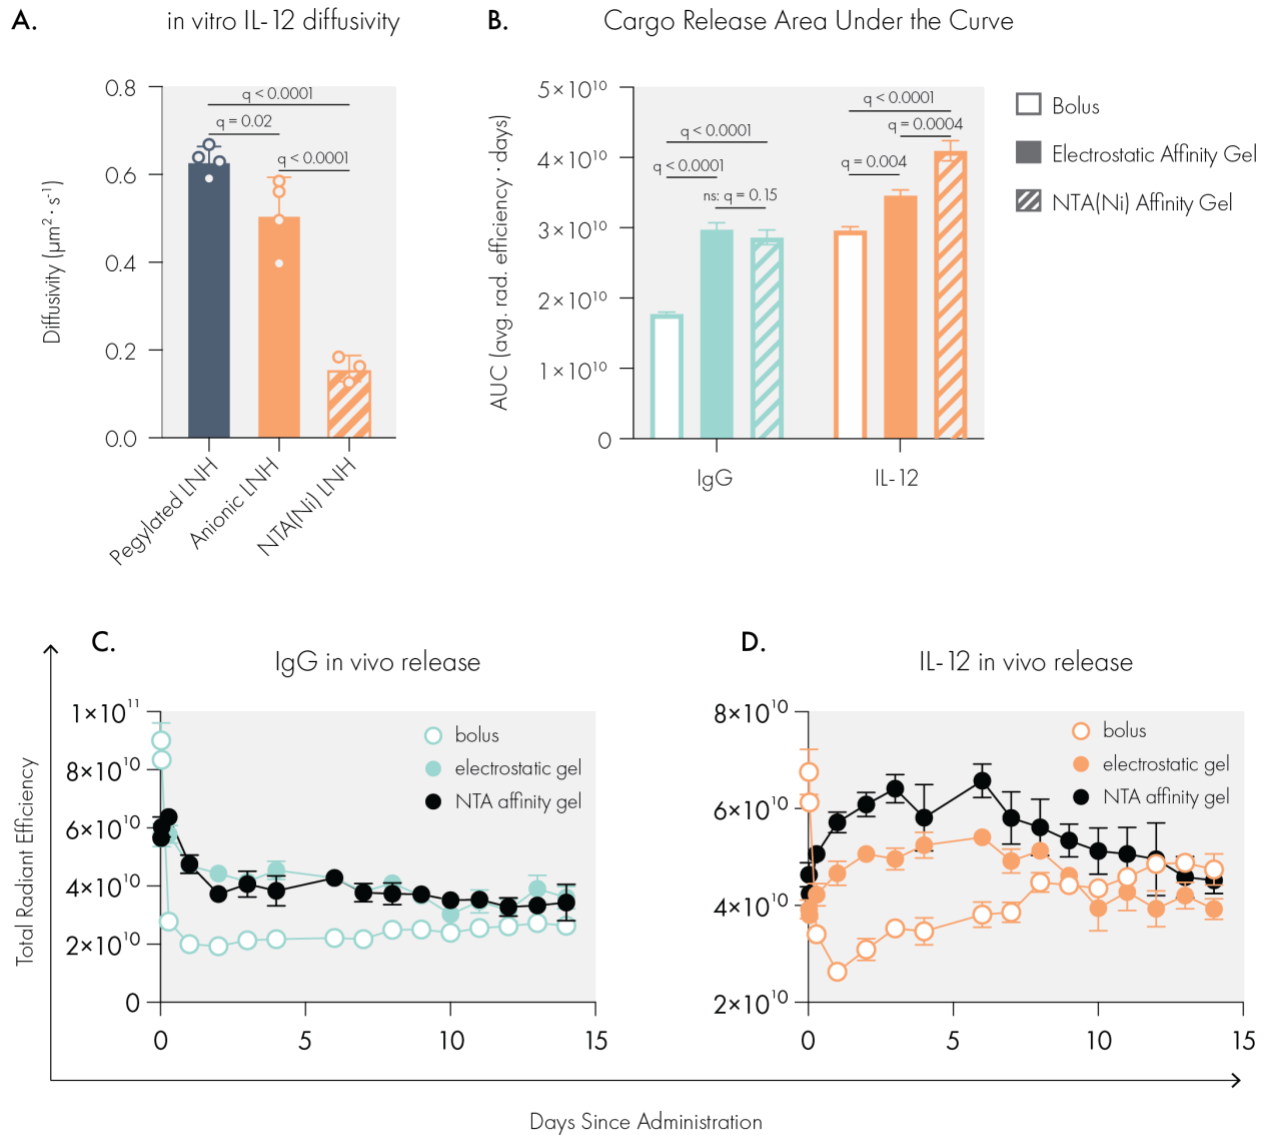 A.
in vitro IL-12 diffusivity
Diffusivity (µm² · s⁻¹)
0.8
0.6
0.4
0.2
0.0
q < 0.0001
q = 0.02
q < 0.0001
Pegylated LNH
Anionic LNH
NTA(Ni) LNH
B.
Cargo Release Area Under the Curve
AUC (avg. rad. efficiency · days)
5×10¹⁰
4×10¹⁰
3×10¹⁰
2×10¹⁰
1×10¹⁰
0
q < 0.0001
q < 0.0001
ns: q = 0.15
q < 0.0001
q = 0.0004
q = 0.004
IgG
IL-12
Bolus
Electrostatic Affinity Gel
NTA(Ni) Affinity Gel
C.
IgG in vivo release
Total Radiant Efficiency
1×10¹¹
8×10¹⁰
6×10¹⁰
4×10¹⁰
2×10¹⁰
0
bolus
electrostatic gel
NTA affinity gel
0
5
10
15
D.
IL-12 in vivo release
8×10¹⁰
6×10¹⁰
4×10¹⁰
2×10¹⁰
bolus
electrostatic gel
NTA affinity gel
0
5
10
15
Days Since Administration